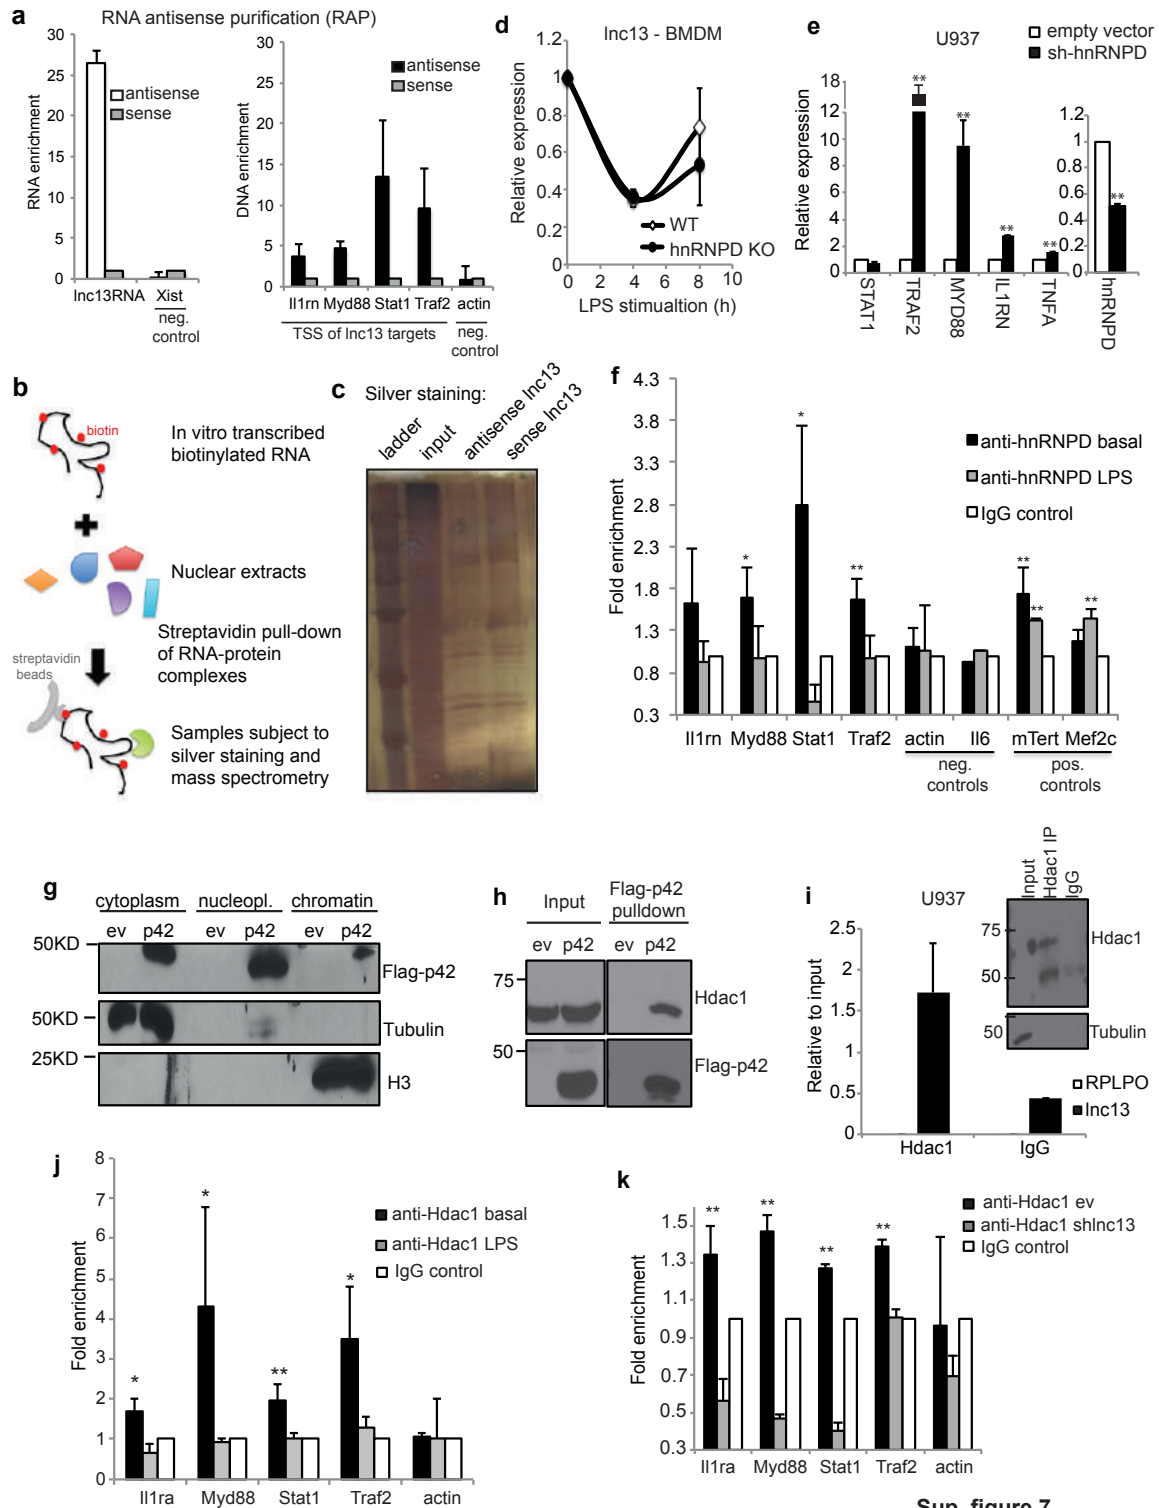 a
RNA antisense purification (RAP)
RNA enrichment
30
25
20
15
10
5
0
antisense
sense
lnc13RNA
Xist
neg.
control
DNA enrichment
30
25
20
15
10
5
0
antisense
sense
Il1rn Myd88 Stat1 Traf2 actin
TSS of lnc13 targets
neg.
control
d
lnc13 - BMDM
Relative expression
1.2
1
0.8
0.6
0.4
0.2
0
WT
hnRNPD KO
0 2 4 6 8 10
LPS stimualtion (h)
e
U937
empty vector
sh-hnRNPD
Relative expression
18
12
12
10
8
6
4
2
0
**
**
**
**
STAT1
TRAF2
MYD88
IL1RN
TNFA
1.2
1
0.8
0.6
0.4
0.2
0
**
hnRNPD
b
biotin
In vitro transcribed
biotinylated RNA
Nuclear extracts
Streptavidin pull-down
of RNA-protein
complexes
streptavidin
beads
Samples subject to
silver staining and
mass spectrometry
c
Silver staining:
ladder
input
antisense lnc13
sense lnc13
f
Fold enrichment
4.3
3.8
3.3
2.8
2.3
1.8
1.3
0.8
0.3
*
*
**
**
**
**
anti-hnRNPD basal
anti-hnRNPD LPS
IgG control
Il1rn Myd88 Stat1 Traf2 actin Il6 mTert Mef2c
neg.
controls
pos.
controls
g
cytoplasm nucleopl. chromatin
ev p42 ev p42 ev p42
50KD
Flag-p42
50KD
Tubulin
25KD
H3
h
Input
Flag-p42
pulldown
ev p42 ev p42
75
Hdac1
50
Flag-p42
i
U937
Relative to input
2.5
2
1.5
1
0.5
0
Hdac1
IgG
Input
Hdac1 IP
IgG
75
Hdac1
50
50
Tubulin
RPLPO
lnc13
j
Fold enrichment
8
7
6
5
4
3
2
1
0
*
*
**
*
anti-Hdac1 basal
anti-Hdac1 LPS
IgG control
Il1ra Myd88 Stat1 Traf2 actin
k
Fold enrichment
1.5
1.3
1.1
0.9
0.7
0.5
0.3
**
**
**
**
anti-Hdac1 ev
anti-Hdac1 shlnc13
IgG control
Il1ra Myd88 Stat1 Traf2 actin
Sup. figure 7